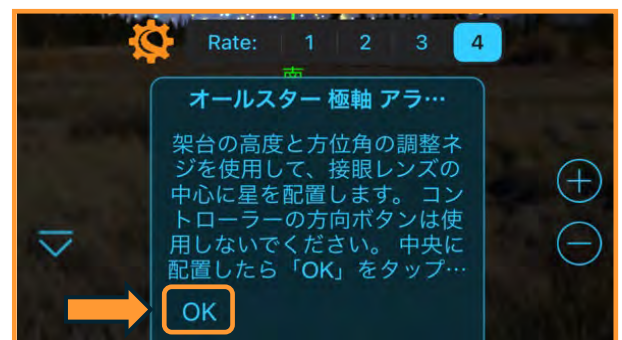 Rate: 1 2 3 4
南
オールスター 極軸 アラ…
架台の高度と方位角の調整ネ
ジを使用して、接眼レンズの
中心に星を配置します。 コン
トローラーの方向ボタンは使
用しないでください。 中央に
配置したら「OK」をタップ…
OK